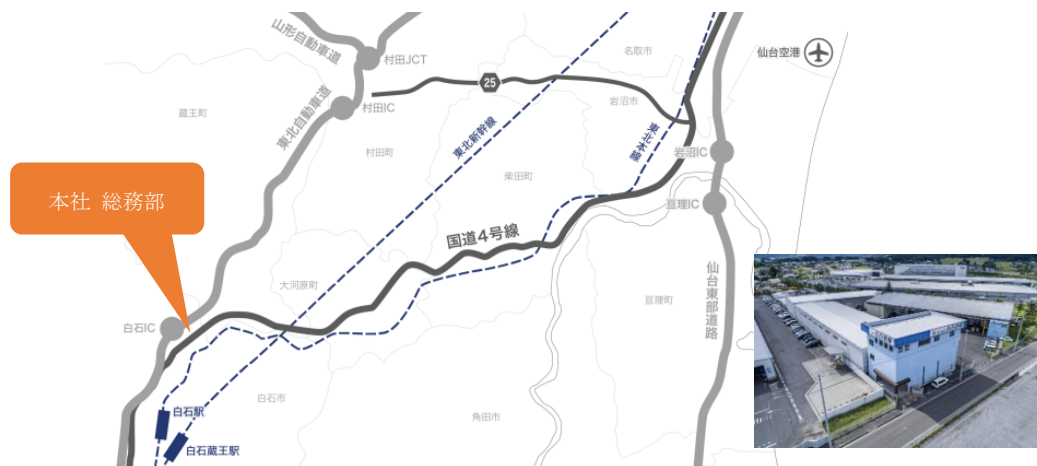 山形自動車道
村田JCT
名取市
仙台空港
25
蔵王町
東北自動車道
村田IC
岩沼市
東北新幹線
東北本線
村田町
岩沼IC
柴田町
本社 総務部
亘理IC
国道4号線
仙台東部道路
大河原町
亘理町
白石IC
白石市
白石駅
角田市
白石蔵王駅